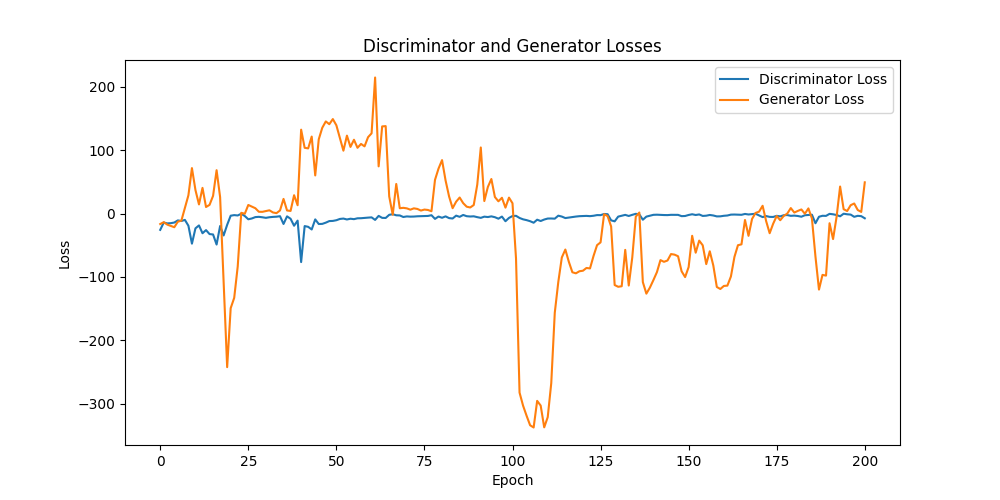 Discriminator and Generator Losses
Discriminator Loss
Generator Loss
200
100
0
−100
−200
−300
Loss
0 25 50 75 100 125 150 175 200
Epoch